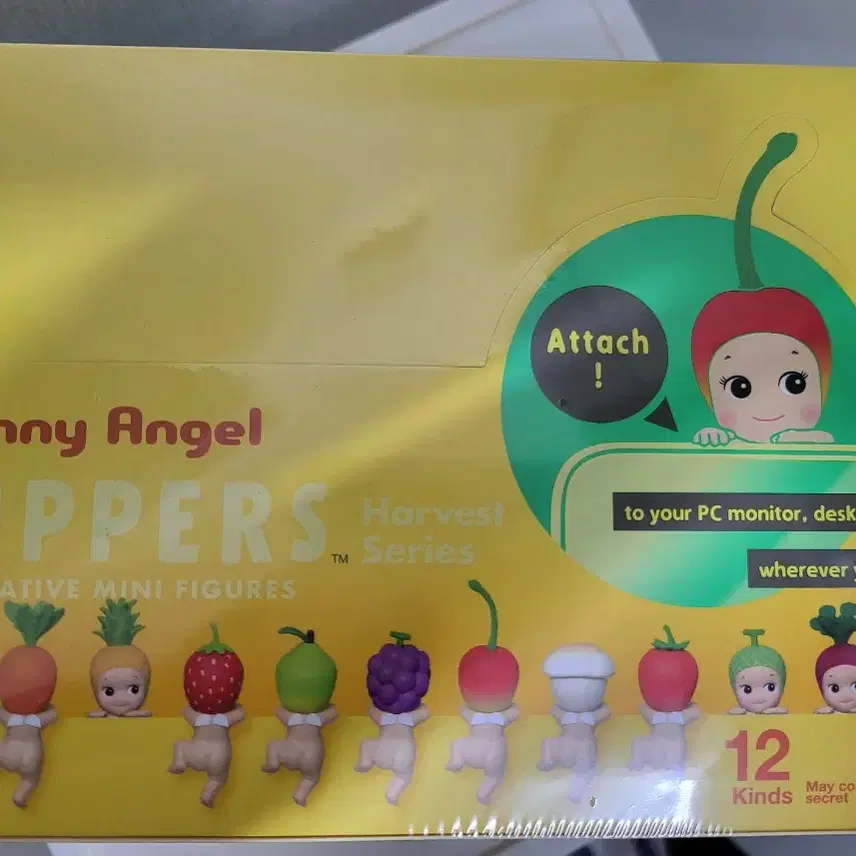 Attach
!
nny Angel
PPERS™ Harvest
Series
ATIVE MINI FIGURES
to your PC monitor, desk
wherever
12
Kinds
May co
secret